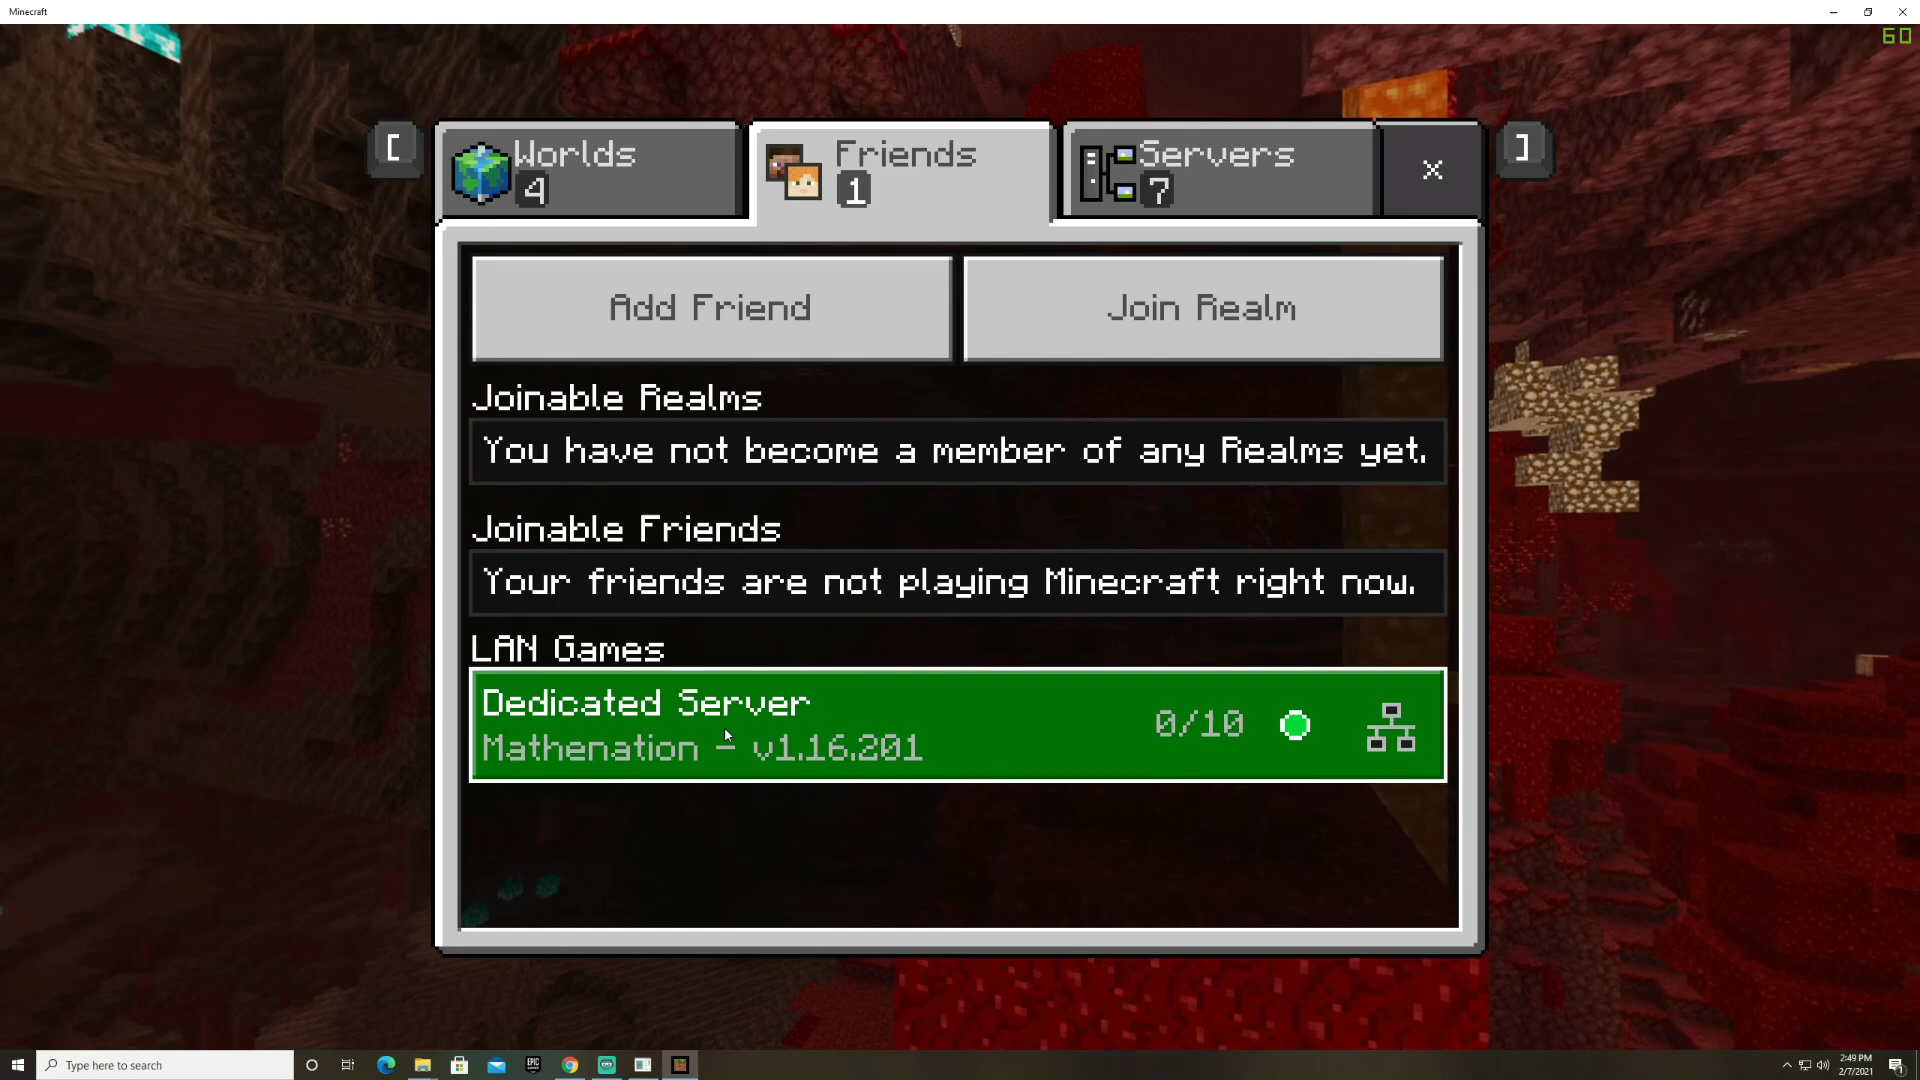 Minecraft
60
[
Worlds
4
Friends
1
Servers
7
]
Add Friend
Join Realm
Joinable Realms
You have not become a member of any Realms yet.
Joinable Friends
Your friends are not playing Minecraft right now.
LAN Games
Dedicated Server
Mathenation - v1.16.201
0/10
Type here to search
EPIC
2:49 PM
2/7/2021